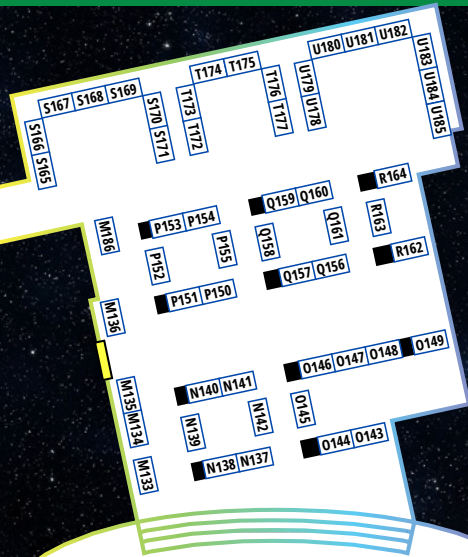 U180 U181 U182
T174 T175
S167 S168 S169
U183
U184
U185
U179
U178
T176
T177
T173
T172
S170
S171
S166
S165
R164
Q159 Q160
P153 P154
R163
Q161
Q158
P155
M186
R162
P152
Q157 Q156
P151 P150
M136
O149
O146 O147 O148
N140 N141
M135
M134
O145
N142
N139
O144 O143
N138 N137
M133